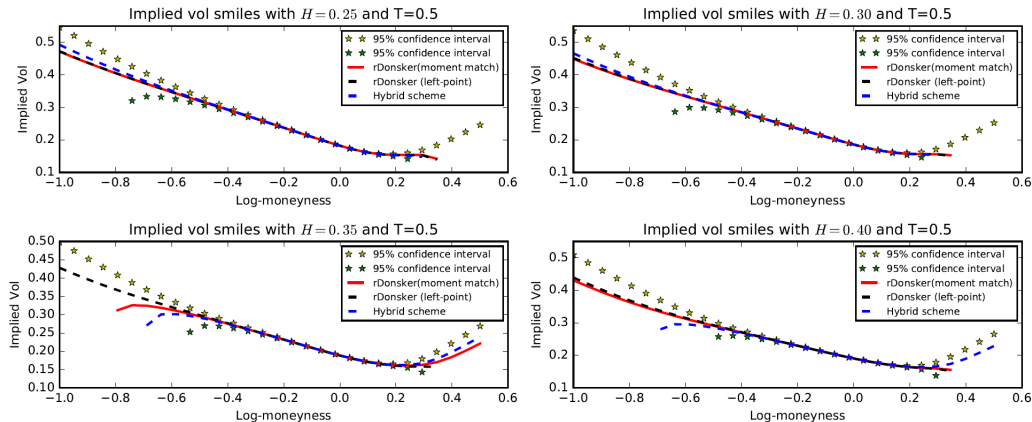 Implied vol smiles with H=0.25 and T=0.5
Implied Vol
0.5
0.4
0.3
0.2
0.1
95% confidence interval
95% confidence interval
rDonsker(moment match)
rDonsker (left-point)
Hybrid scheme
−1.0 −0.8 −0.6 −0.4 −0.2 0.0 0.2 0.4 0.6
Log-moneyness
Implied vol smiles with H=0.30 and T=0.5
Implied Vol
0.5
0.4
0.3
0.2
0.1
95% confidence interval
95% confidence interval
rDonsker(moment match)
rDonsker (left-point)
Hybrid scheme
−1.0 −0.8 −0.6 −0.4 −0.2 0.0 0.2 0.4 0.6
Log-moneyness
Implied vol smiles with H=0.35 and T=0.5
Implied Vol
0.50
0.45
0.40
0.35
0.30
0.25
0.20
0.15
0.10
95% confidence interval
95% confidence interval
rDonsker(moment match)
rDonsker (left-point)
Hybrid scheme
−1.0 −0.8 −0.6 −0.4 −0.2 0.0 0.2 0.4 0.6
Log-moneyness
Implied vol smiles with H=0.40 and T=0.5
Implied Vol
0.5
0.4
0.3
0.2
0.1
95% confidence interval
95% confidence interval
rDonsker(moment match)
rDonsker (left-point)
Hybrid scheme
−1.0 −0.8 −0.6 −0.4 −0.2 0.0 0.2 0.4 0.6
Log-moneyness